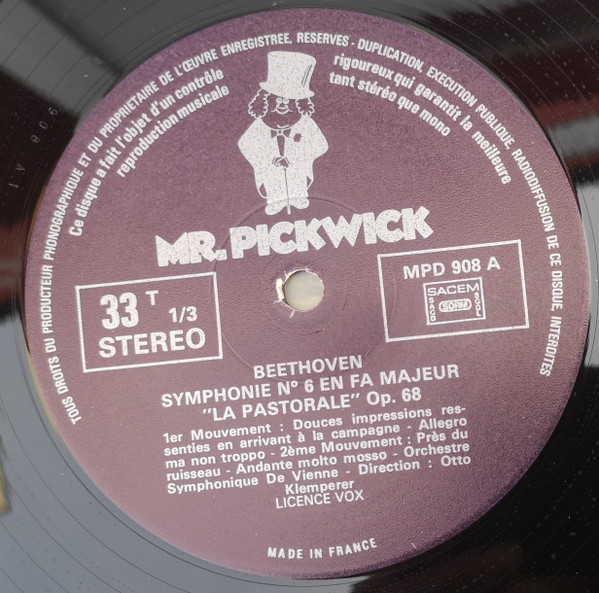 TOUS DROITS DU PRODUCTEUR PHONOGRAPHIQUE ET DU PROPRIETAIRE DE L'ŒUVRE ENREGISTREE, RESERVES - DUPLICATION, EXECUTION PUBLIQUE, RADIODIFFUSION DE CE DISQUE, INTERDITES
Ce disque a fait l'objet d'un contrôle
rigoureux qui garantit la meilleure
reproduction musicale
tant stéréo que mono
MR. PICKWICK
33 T 1/3
STEREO
MPD 908 A
SACEM
SACD SDRM SGDL
BEETHOVEN
SYMPHONIE N° 6 EN FA MAJEUR
"LA PASTORALE" Op. 68
1er Mouvement : Douces impressions res-
senties en arrivant à la campagne - Allegro
ma non troppo - 2ème Mouvement : Près du
ruisseau - Andante molto mosso - Orchestre
Symphonique De Vienne - Direction : Otto
Klemperer
LICENCE VOX
MADE IN FRANCE